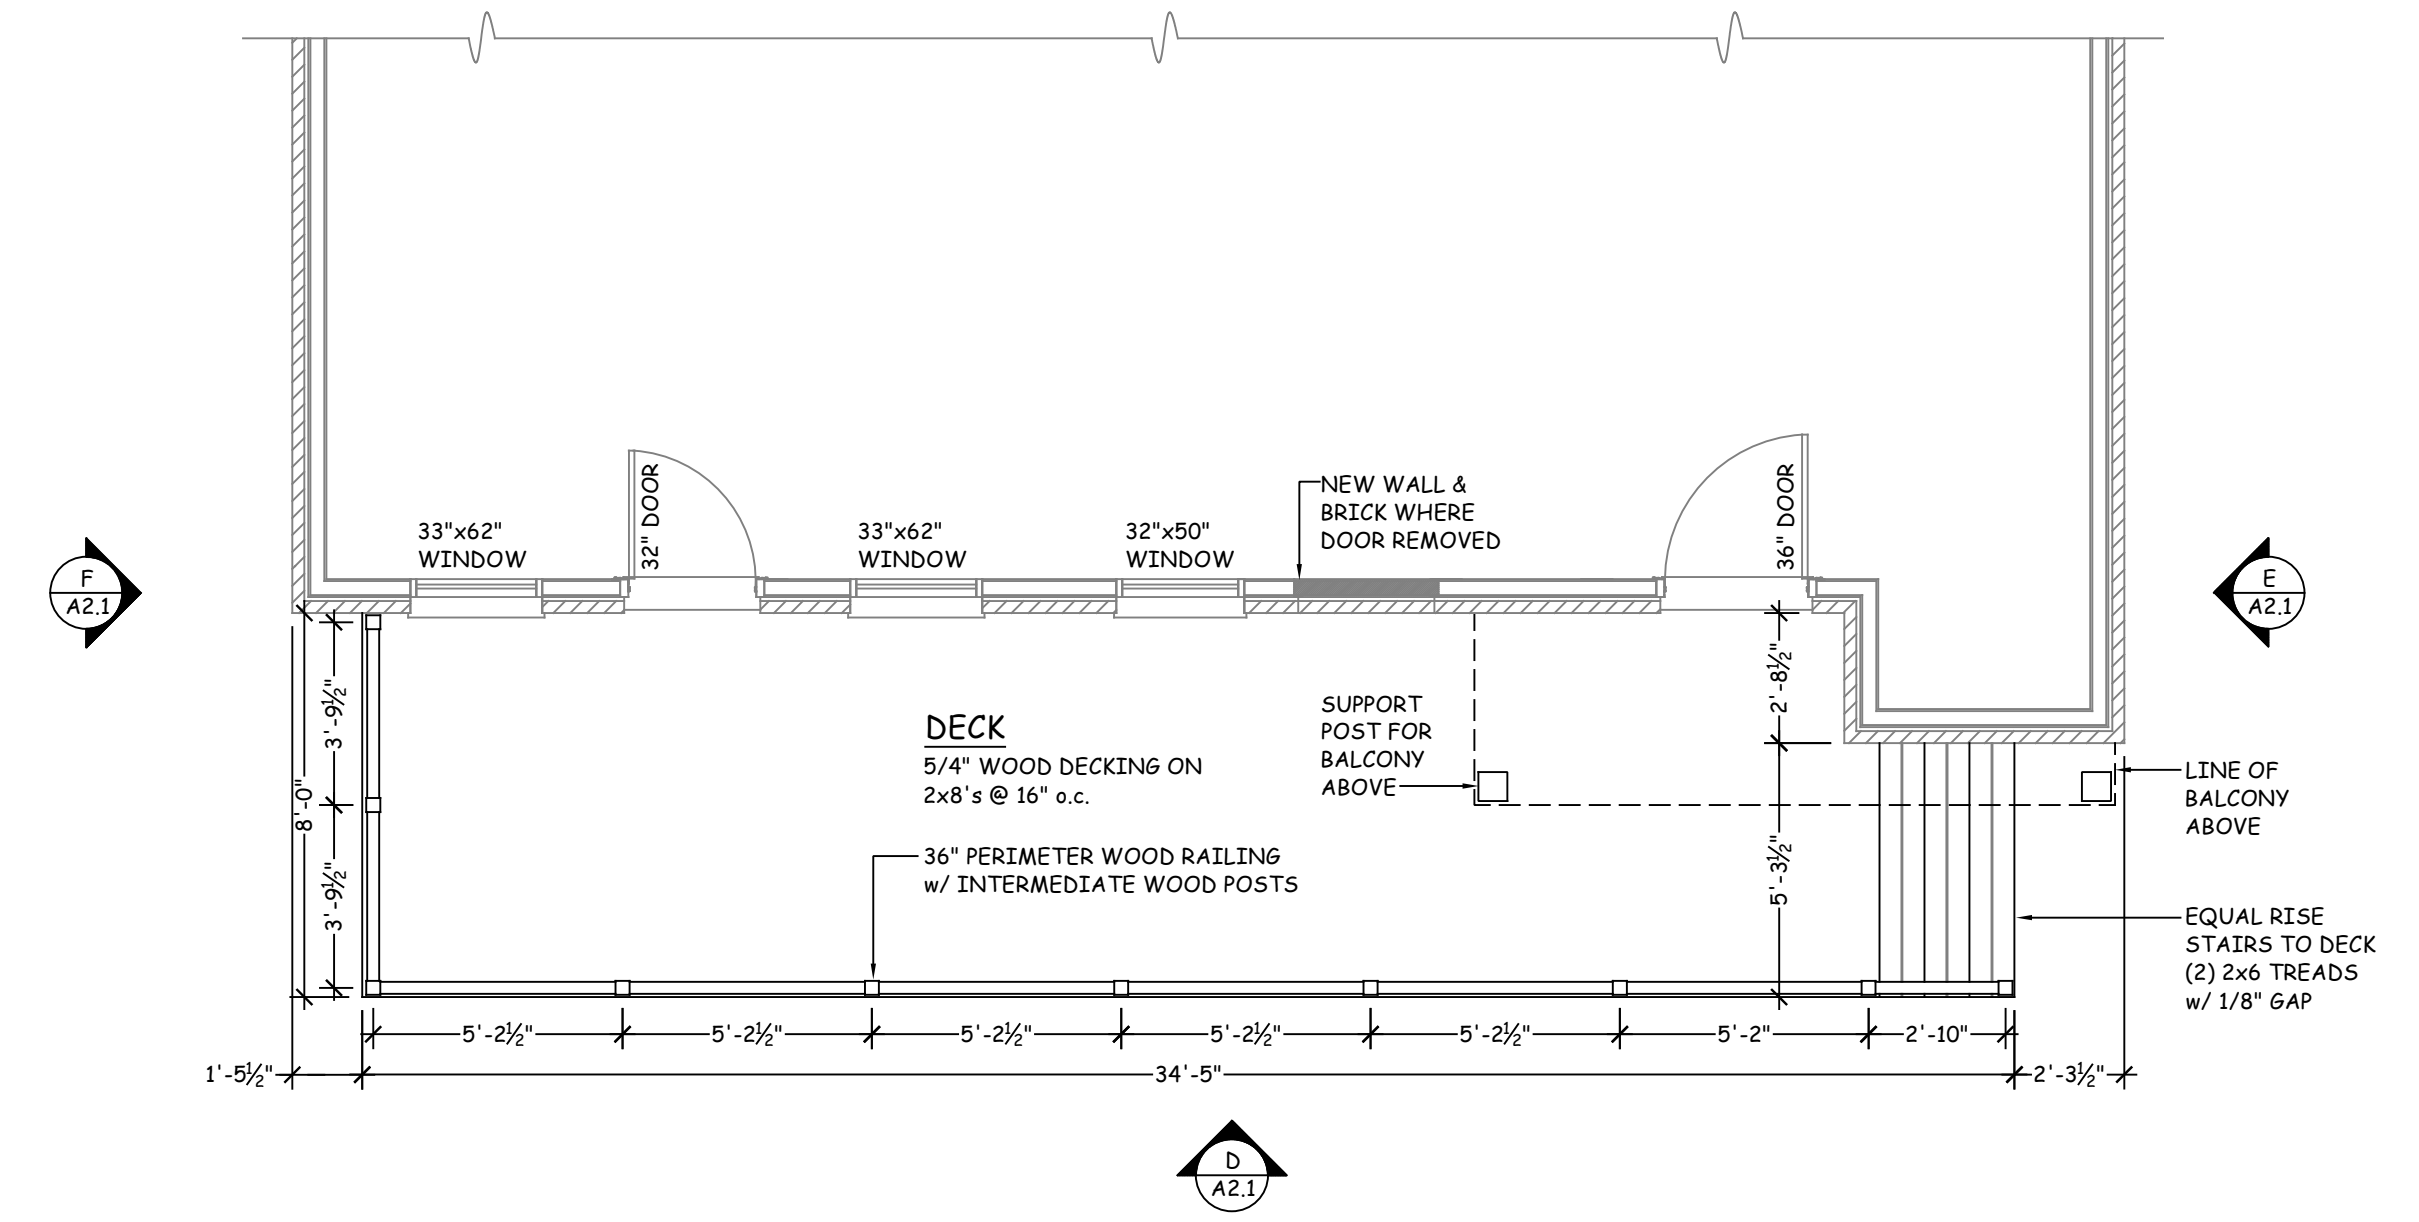 33"x62"
WINDOW
32" DOOR
33"x62"
WINDOW
32"x50"
WINDOW
NEW WALL &
BRICK WHERE
DOOR REMOVED
36" DOOR
F
A2.1
E
A2.1
3'-9½"
8'-0"
3'-9½"
DECK
5/4" WOOD DECKING ON
2x8's @ 16" o.c.
36" PERIMETER WOOD RAILING
w/ INTERMEDIATE WOOD POSTS
SUPPORT
POST FOR
BALCONY
ABOVE
2'-8½"
5'-3½"
LINE OF
BALCONY
ABOVE
EQUAL RISE
STAIRS TO DECK
(2) 2x6 TREADS
w/ 1/8" GAP
5'-2½"
5'-2½"
5'-2½"
5'-2½"
5'-2½"
5'-2"
2'-10"
1'-5½"
34'-5"
2'-3½"
D
A2.1